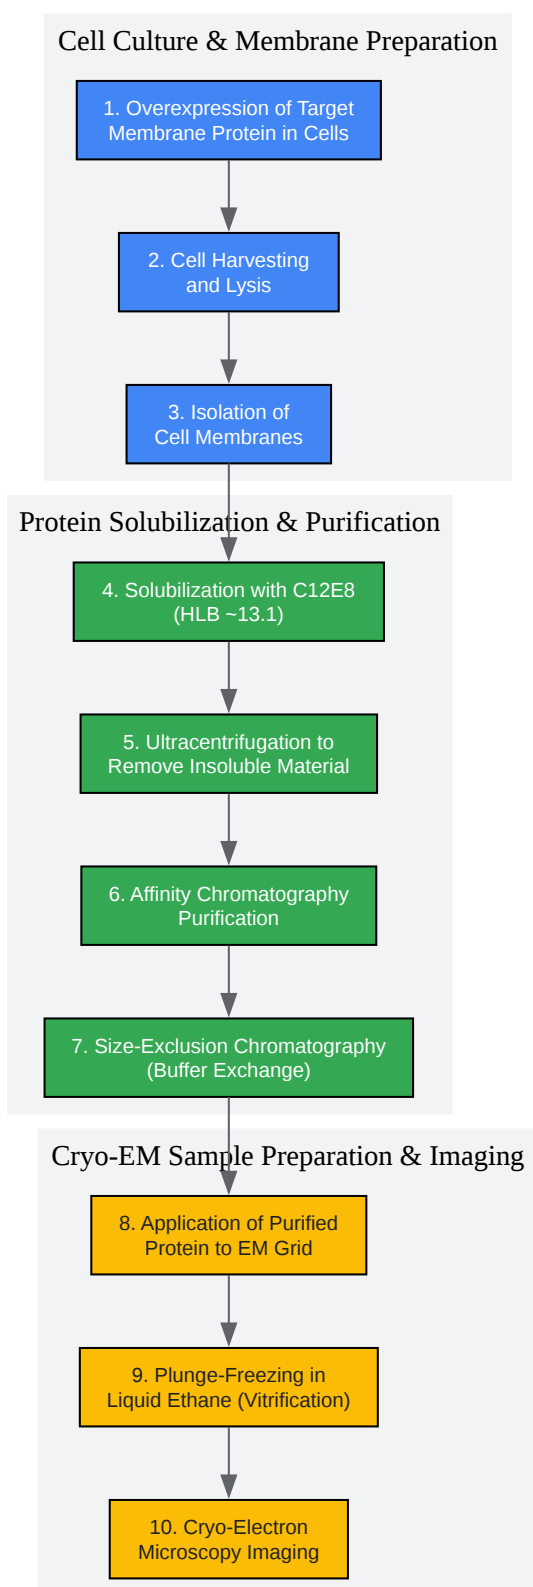 Cell Culture & Membrane Preparation
1. Overexpression of Target
Membrane Protein in Cells
2. Cell Harvesting
and Lysis
3. Isolation of
Cell Membranes
Protein Solubilization & Purification
4. Solubilization with C12E8
(HLB ~13.1)
5. Ultracentrifugation to
Remove Insoluble Material
6. Affinity Chromatography
Purification
7. Size-Exclusion Chromatography
(Buffer Exchange)
Cryo-EM Sample Preparation & Imaging
8. Application of Purified
Protein to EM Grid
9. Plunge-Freezing in
Liquid Ethane (Vitrification)
10. Cryo-Electron
Microscopy Imaging